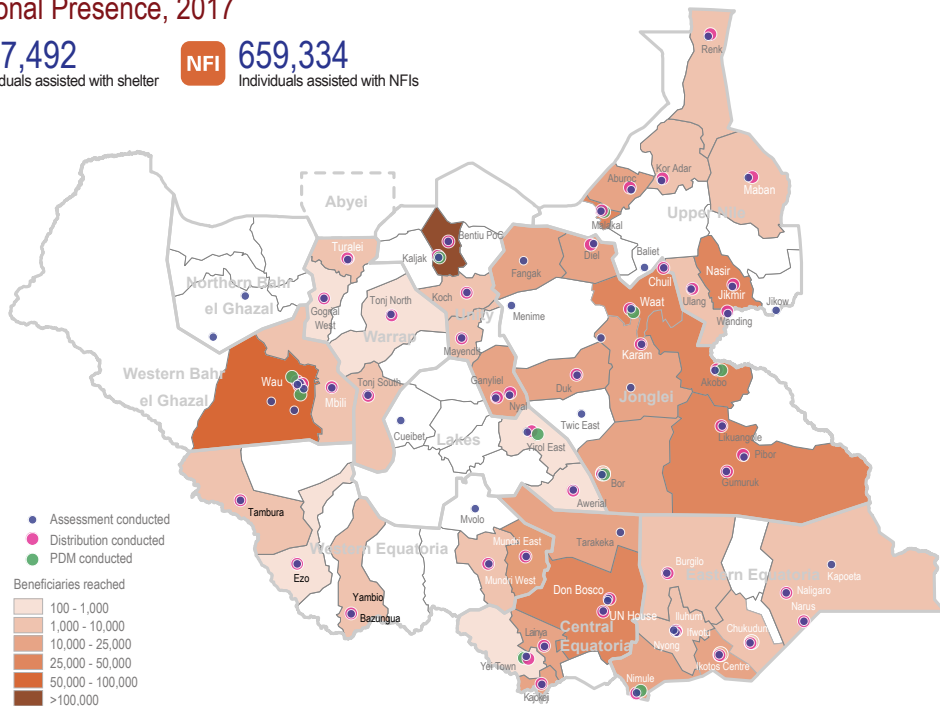 onal Presence, 2017
7,492
duals assisted with shelter
NFI
659,334
Individuals assisted with NFIs
Renk
Kor Adar
Aburoc
Maban
Upper Nile
Malakal
Abyei
Bentiu PoC
Turalei
Kaljak
Diel
Baliet
Fangak
Chuil
Nasir
Northern Bahr
el Ghazal
Gogrial
West
Tonj North
Koch
Unity
Menime
Waat
Ulang
Jikmir
Jikow
Wanding
Warrap
Mayendit
Karam
Western Bahr
el Ghazal
Wau
Mbili
Tonj South
Ganyliel
Nyal
Duk
Jonglei
Akobo
Cueibet
Lakes
Yirol East
Twic East
Likuangole
Pibor
Gumuruk
Bor
Awerial
Tambura
Mvolo
Tarakeka
Western Equatoria
Mundri East
Mundri West
Ezo
Yambio
Bazungua
Don Bosco
UN House
Central
Equatoria
Burgilo
Eastern Equatoria
Kapoeta
Naligaro
Narus
Iluhum
Ifwotu
Nyong
Chukudum
Ikotos Centre
Lanya
Yei Town
Nimule
Assessment conducted
Distribution conducted
PDM conducted
Beneficiaries reached
100 - 1,000
1,000 - 10,000
10,000 - 25,000
25,000 - 50,000
50,000 - 100,000
>100,000